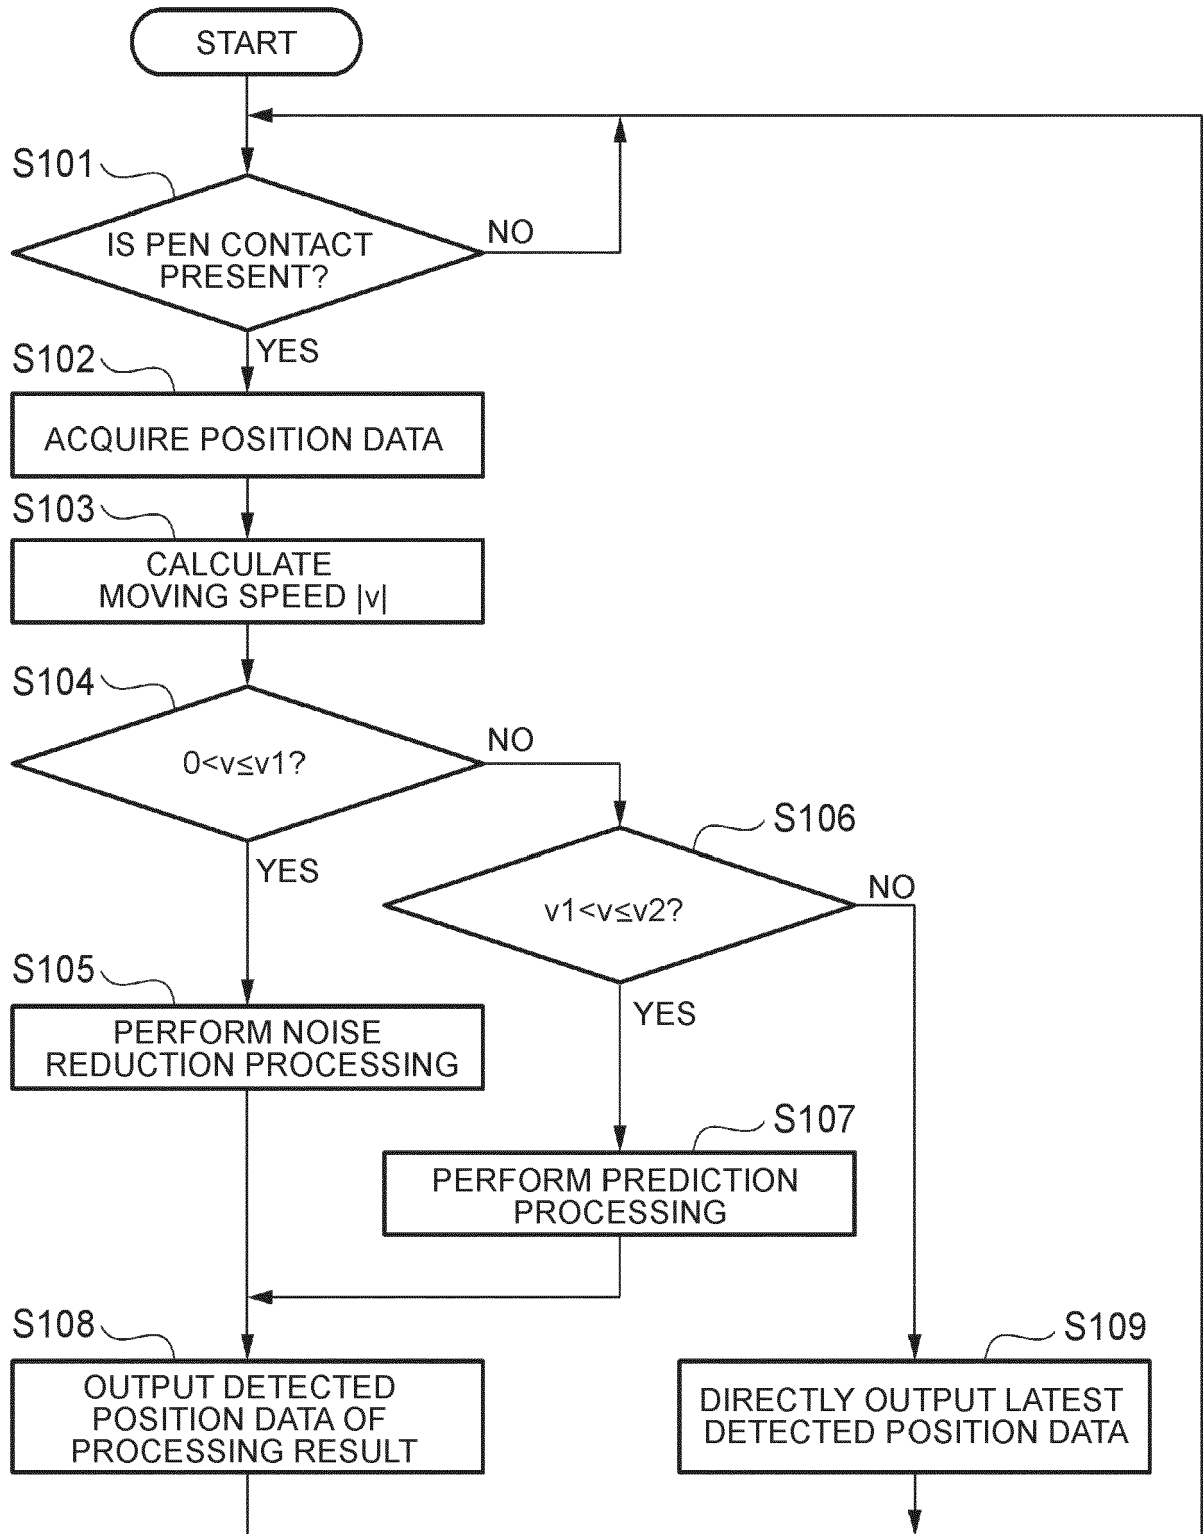 START
S101
IS PEN CONTACT
PRESENT?
NO
YES
S102
ACQUIRE POSITION DATA
S103
CALCULATE
MOVING SPEED |v|
S104
0<v≤v1?
NO
YES
S106
v1<v≤v2?
NO
YES
S105
PERFORM NOISE
REDUCTION PROCESSING
S107
PERFORM PREDICTION
PROCESSING
S108
OUTPUT DETECTED
POSITION DATA OF
PROCESSING RESULT
S109
DIRECTLY OUTPUT LATEST
DETECTED POSITION DATA